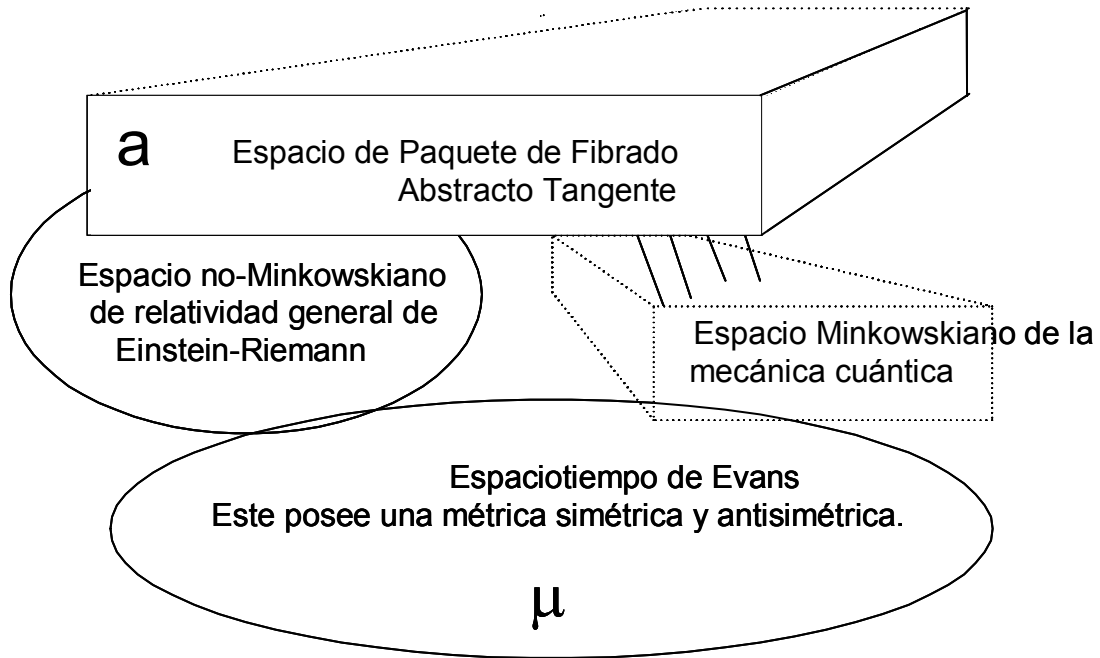 a
Espacio de Paquete de Fibrado
Abstracto Tangente
Espacio no-Minkowskiano
de relatividad general de
Einstein-Riemann
Espacio Minkowskiano de la
mecánica cuántica
Espaciotiempo de Evans
Este posee una métrica simétrica y antisimétrica.
μ